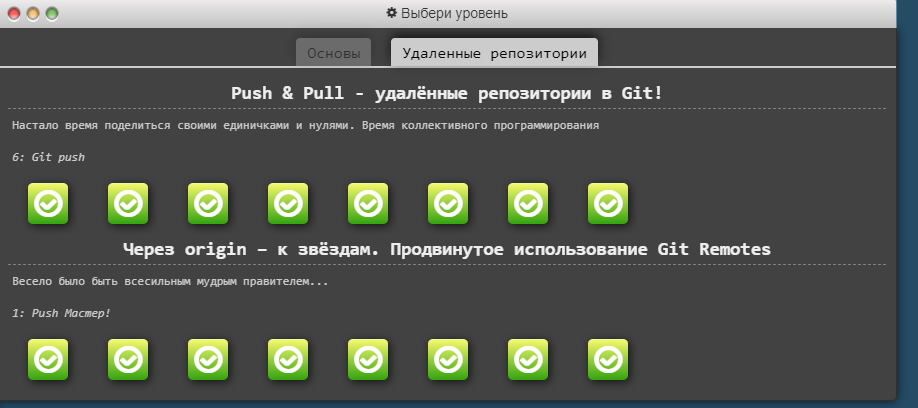 Выбери уровень
Основы
Удаленные репозитории
Push & Pull - удалённые репозитории в Git!
Настало время поделиться своими единичками и нулями. Время коллективного программирования
6: Git push
Через origin – к звёздам. Продвинутое использование Git Remotes
Весело было быть всесильным мудрым правителем...
1: Push Мастер!